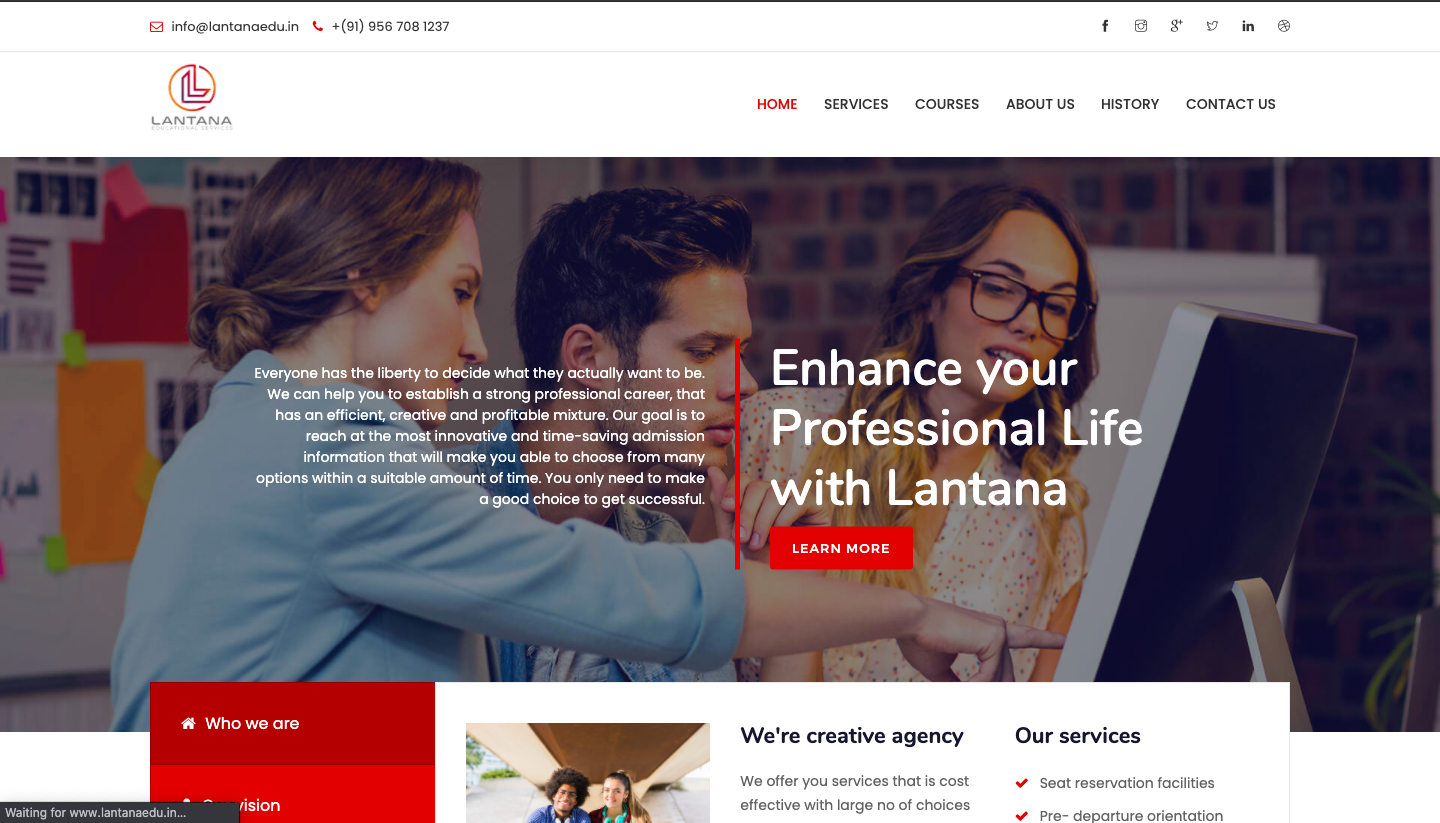 info@lantanaedu.in +(91) 956 708 1237
LANTANA
EDUCATIONAL SERVICES
HOME SERVICES COURSES ABOUT US HISTORY CONTACT US
Everyone has the liberty to decide what they actually want to be.
We can help you to establish a strong professional career, that
has an efficient, creative and profitable mixture. Our goal is to
reach at the most innovative and time-saving admission
information that will make you able to choose from many
options within a suitable amount of time. You only need to make
a good choice to get successful.
Enhance your
Professional Life
with Lantana
LEARN MORE
Who we are
vision
We're creative agency
We offer you services that is cost
effective with large no of choices
Our services
Seat reservation facilities
Pre- departure orientation
Waiting for www.lantanaedu.in...